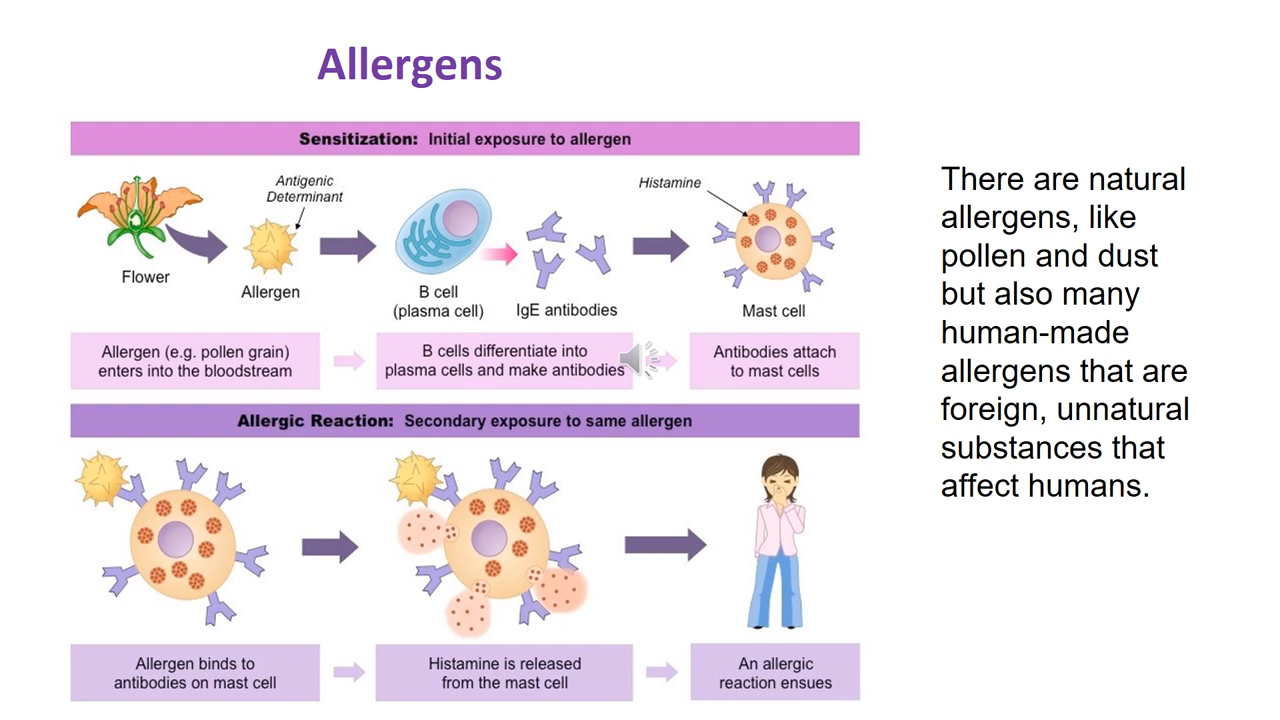 Allergens
Sensitization: Initial exposure to allergen
Antigenic
Determinant
Histamine
Flower
Allergen
B cell
(plasma cell)
IgE antibodies
Mast cell
Allergen (e.g. pollen grain)
enters into the bloodstream
B cells differentiate into
plasma cells and make antibodies
Antibodies attach
to mast cells
Allergic Reaction: Secondary exposure to same allergen
Allergen binds to
antibodies on mast cell
Histamine is released
from the mast cell
An allergic
reaction ensues
There are natural
allergens, like
pollen and dust
but also many
human-made
allergens that are
foreign, unnatural
substances that
affect humans.